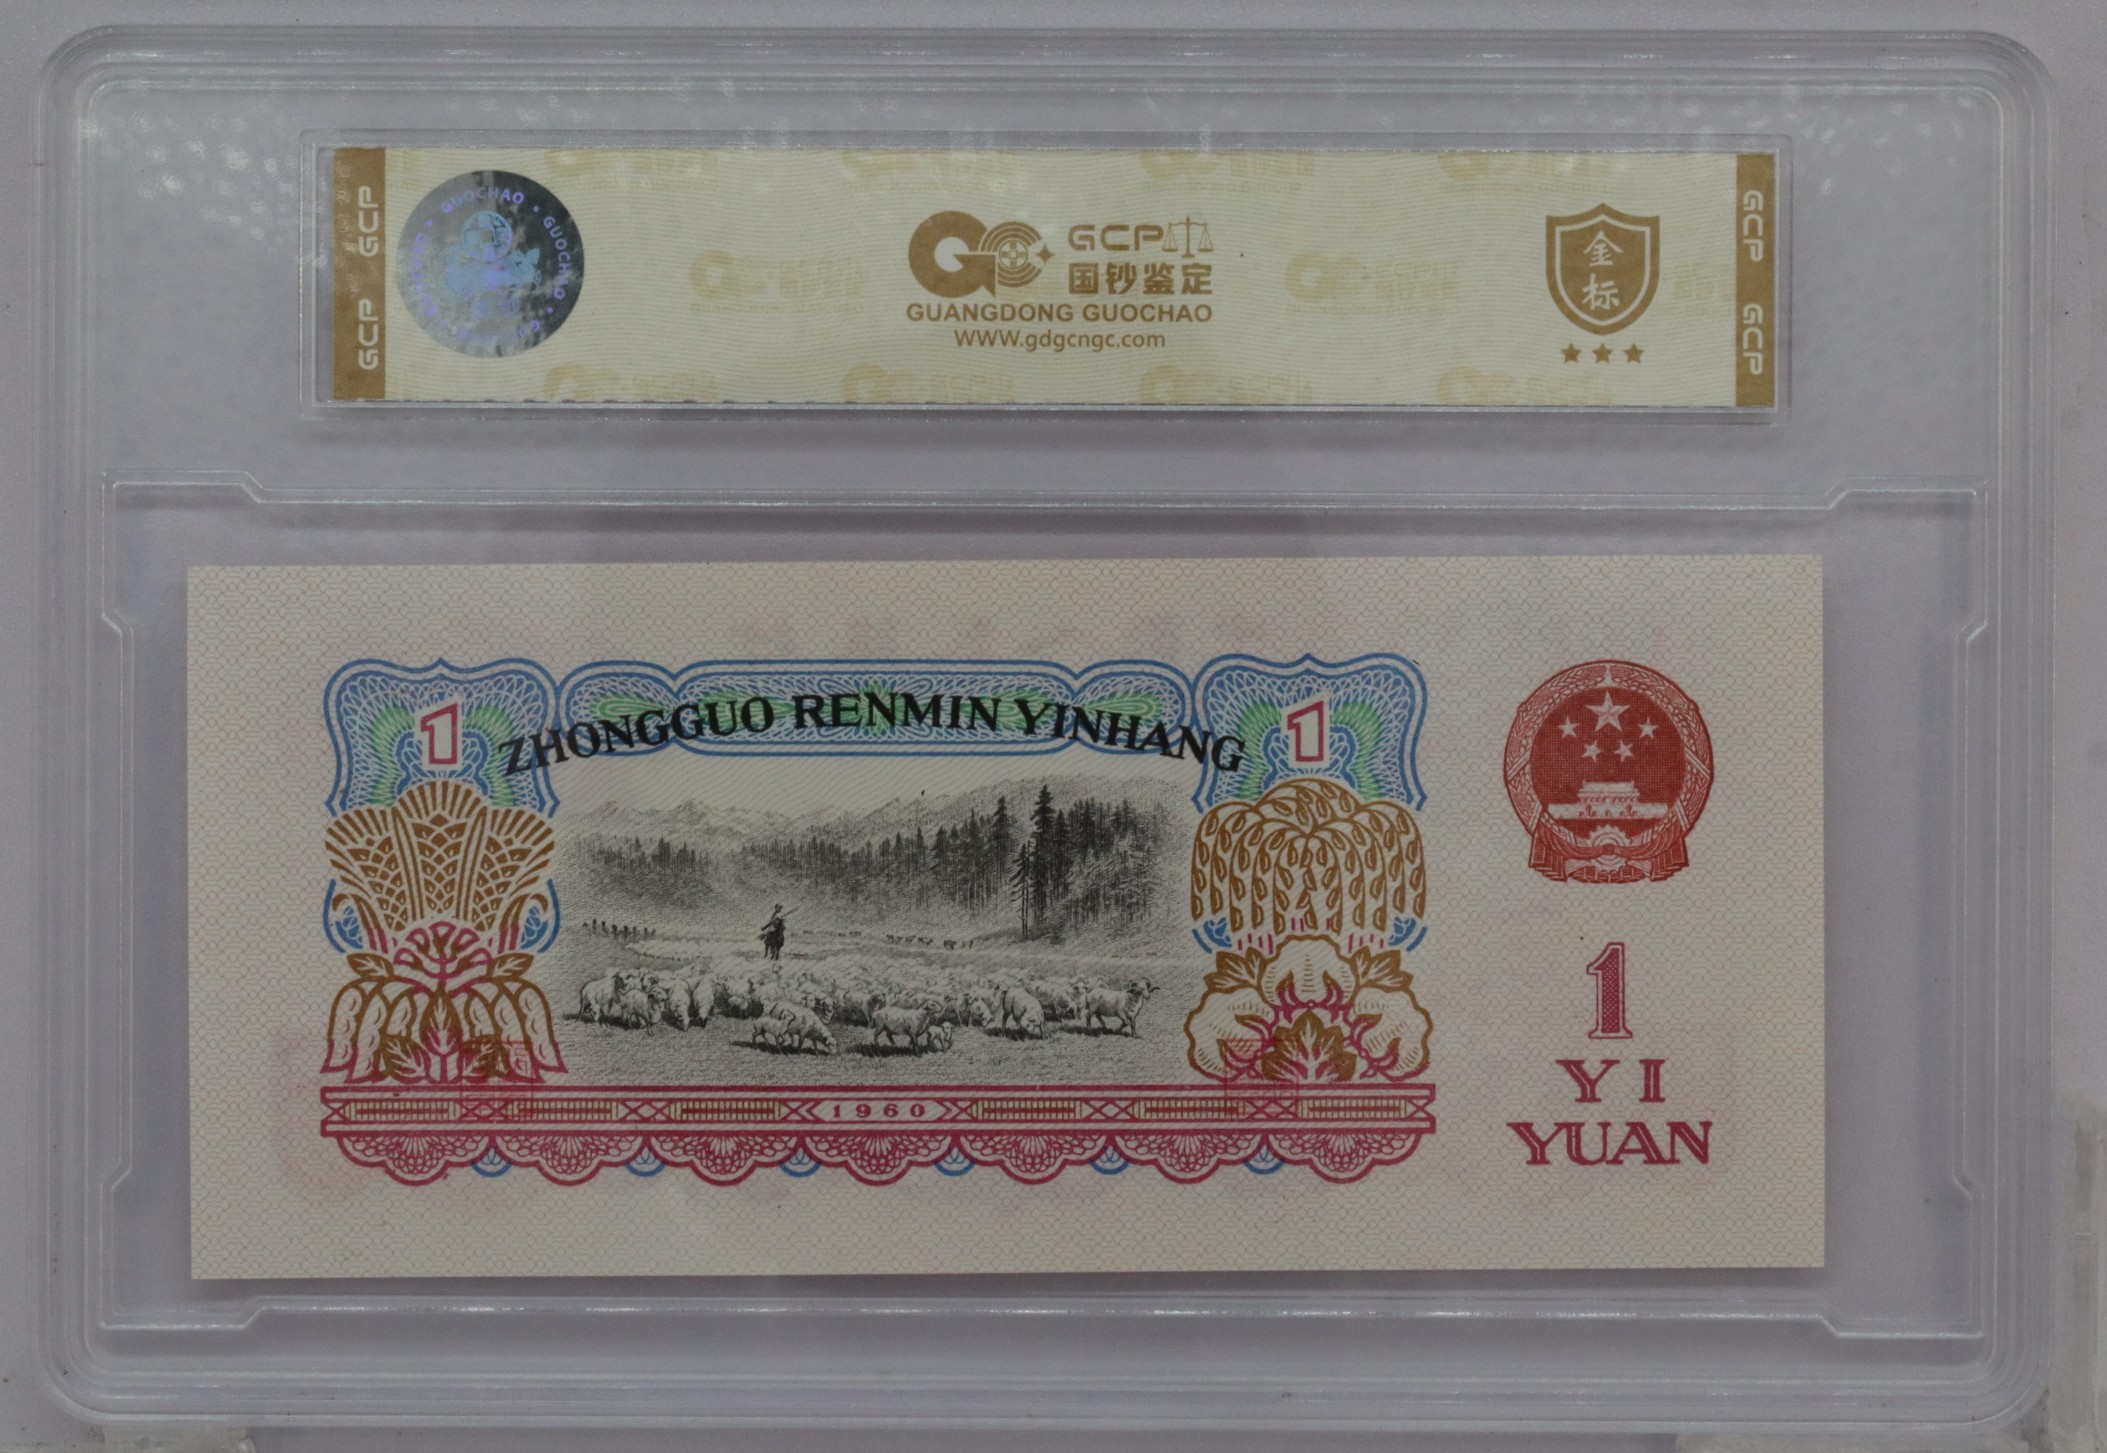 GCP GCP
GUOCHAO · GUOCHAO
GCP
国钞鉴定
GUANGDONG GUOCHAO
WWW.gdgcngc.com
金
标
GCP GCP
ZHONGGUO RENMIN YINHANG
1
1
1960
1
YI
YUAN